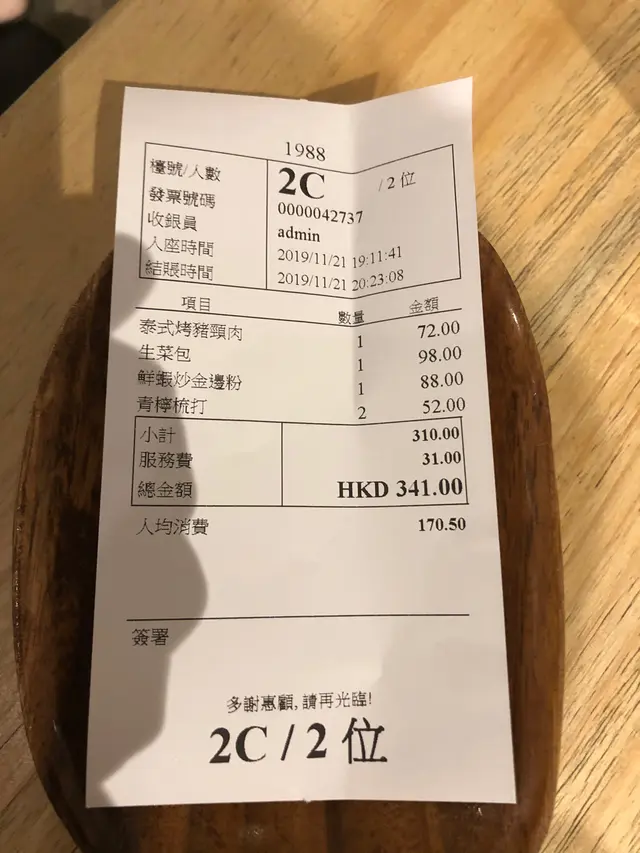 1988
檯號/人數 2C / 2 位
發票號碼 0000042737
收銀員 admin
入座時間 2019/11/21 19:11:41
結賬時間 2019/11/21 20:23:08
項目 數量 金額
泰式烤豬頸肉 1 72.00
生菜包 1 98.00
鮮蝦炒金邊粉 1 88.00
青檸梳打 2 52.00
小計 310.00
服務費 31.00
總金額 HKD 341.00
人均消費 170.50
簽署
多謝惠顧, 請再光臨!
2C / 2 位